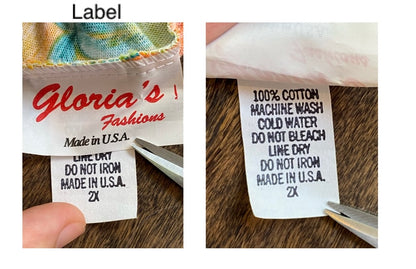 Label
Gloria's
Fashions
Made in U.S.A.
LINE DRY
DO NOT IRON
MADE IN U.S.A.
2X
100% COTTON
MACHINE WASH
COLD WATER
DO NOT BLEACH
LINE DRY
DO NOT IRON
MADE IN U.S.A.
2X